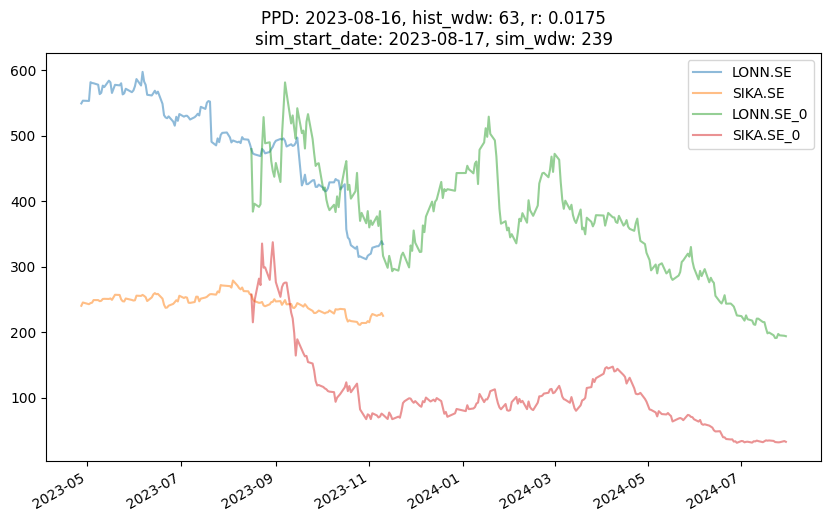 PPD: 2023-08-16, hist_wdw: 63, r: 0.0175
sim_start_date: 2023-08-17, sim_wdw: 239
LONN.SE
SIKA.SE
LONN.SE_0
SIKA.SE_0
600
500
400
300
200
100
2023-05
2023-07
2023-09
2023-11
2024-01
2024-03
2024-05
2024-07